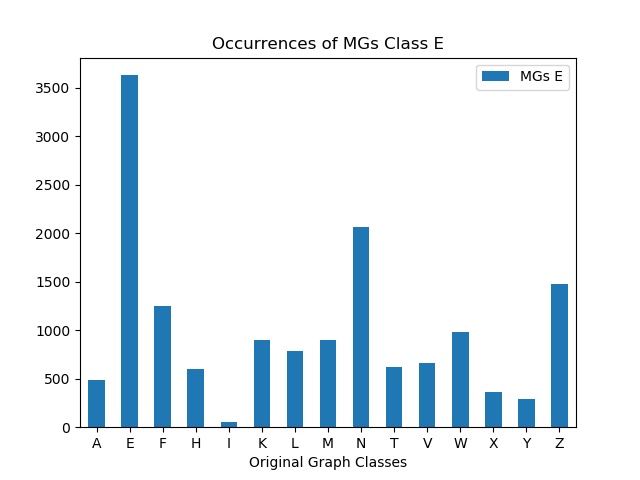 Occurrences of MGs Class E
MGs E
3500
3000
2500
2000
1500
1000
500
0
A E F H I K L M N T V W X Y Z
Original Graph Classes